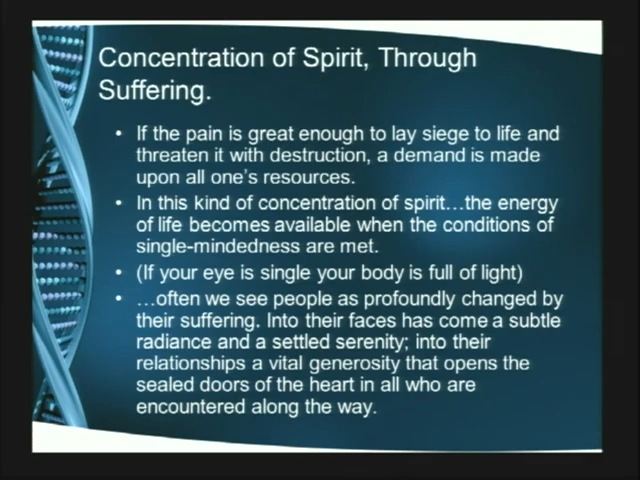 Concentration of Spirit, Through
Suffering.
• If the pain is great enough to lay siege to life and
threaten it with destruction, a demand is made
upon all one's resources.
• In this kind of concentration of spirit…the energy
of life becomes available when the conditions of
single-mindedness are met.
• (If your eye is single your body is full of light)
• …often we see people as profoundly changed by
their suffering. Into their faces has come a subtle
radiance and a settled serenity; into their
relationships a vital generosity that opens the
sealed doors of the heart in all who are
encountered along the way.